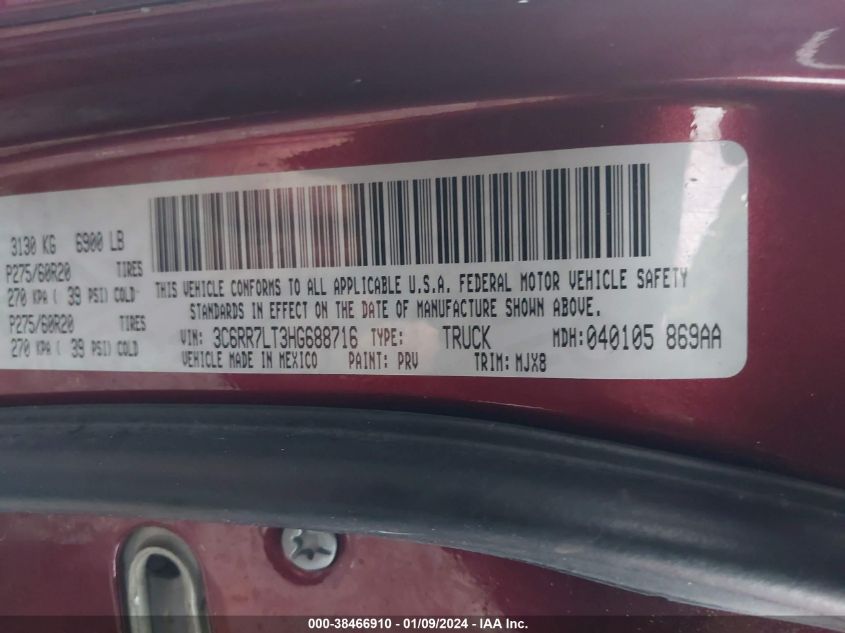 3130 KG 6900 LB
P275/60R20 TIRES
270 KPA ( 39 PSI) COLD
P275/60R20 TIRES
270 KPA ( 39 PSI) COLD
THIS VEHICLE CONFORMS TO ALL APPLICABLE U.S.A. FEDERAL MOTOR VEHICLE SAFETY
STANDARDS IN EFFECT ON THE DATE OF MANUFACTURE SHOWN ABOVE.
VIN: 3C6RR7LT3HG688716 TYPE: TRUCK MDH:040105 869AA
VEHICLE MADE IN MEXICO PAINT: PRV TRIM: MJX8
000-38466910 - 01/09/2024 - IAA Inc.